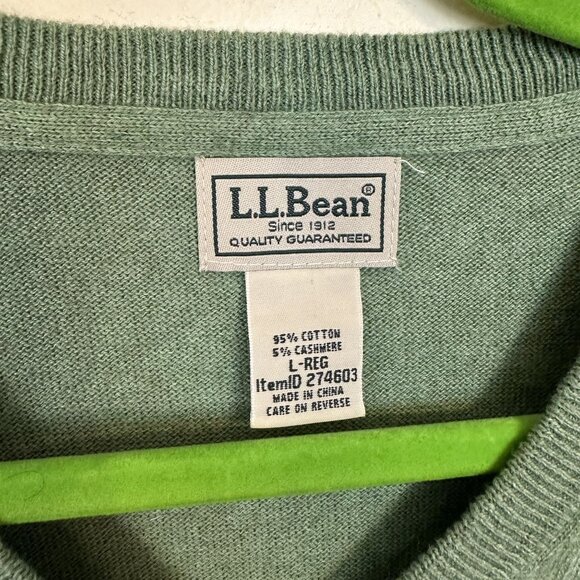 L.L.Bean®
Since 1912
QUALITY GUARANTEED
95% COTTON
5% CASHMERE
L-REG
ItemID 274603
MADE IN CHINA
CARE ON REVERSE